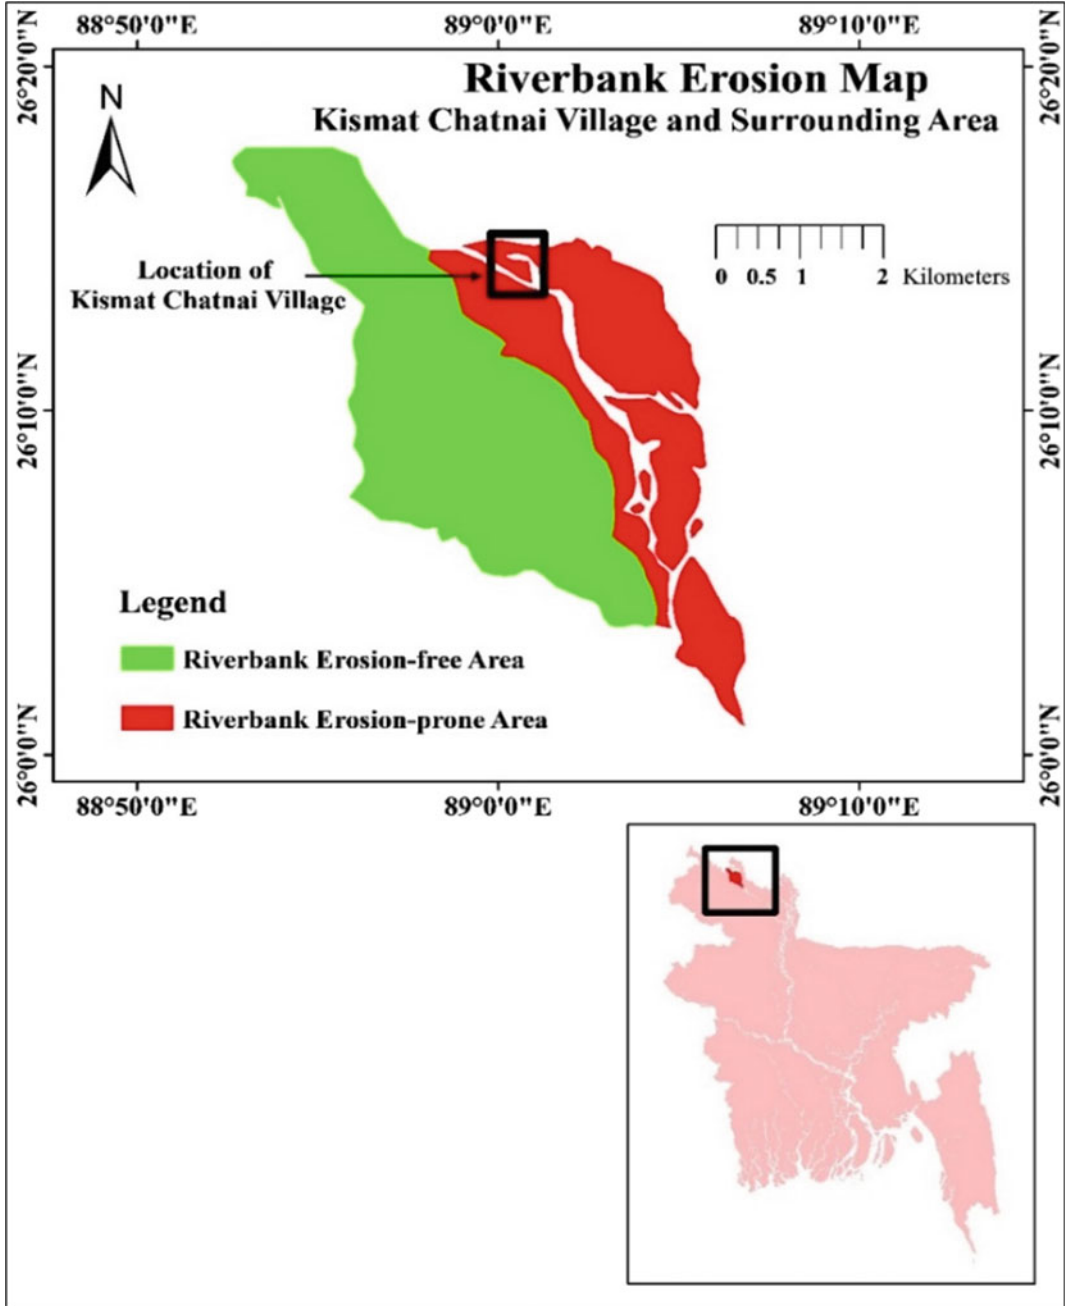 88°50'0"E 89°0'0"E 89°10'0"E
26°20'0"N 26°20'0"N
Riverbank Erosion Map
Kismat Chatnai Village and Surrounding Area
N
Location of
Kismat Chatnai Village
0 0.5 1 2 Kilometers
26°10'0"N 26°10'0"N
Legend
Riverbank Erosion-free Area
Riverbank Erosion-prone Area
26°0'0"N 26°0'0"N
88°50'0"E 89°0'0"E 89°10'0"E